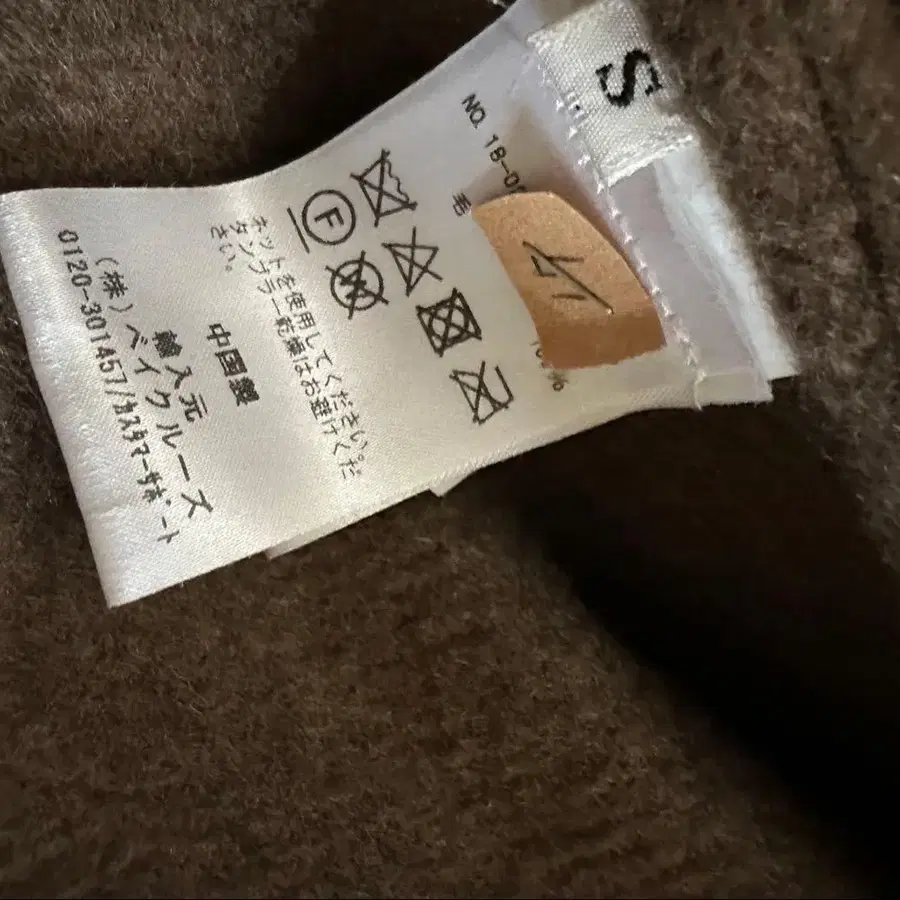 S
NO. 18-0
毛
%
F
W
ネットを使用してください。
タンブラー乾燥はお避けくだ
さい。
中国製
輸入元
(株)ベイクルーズ
0120-301457/ｶｽﾀﾏｰｻﾎﾟｰﾄ